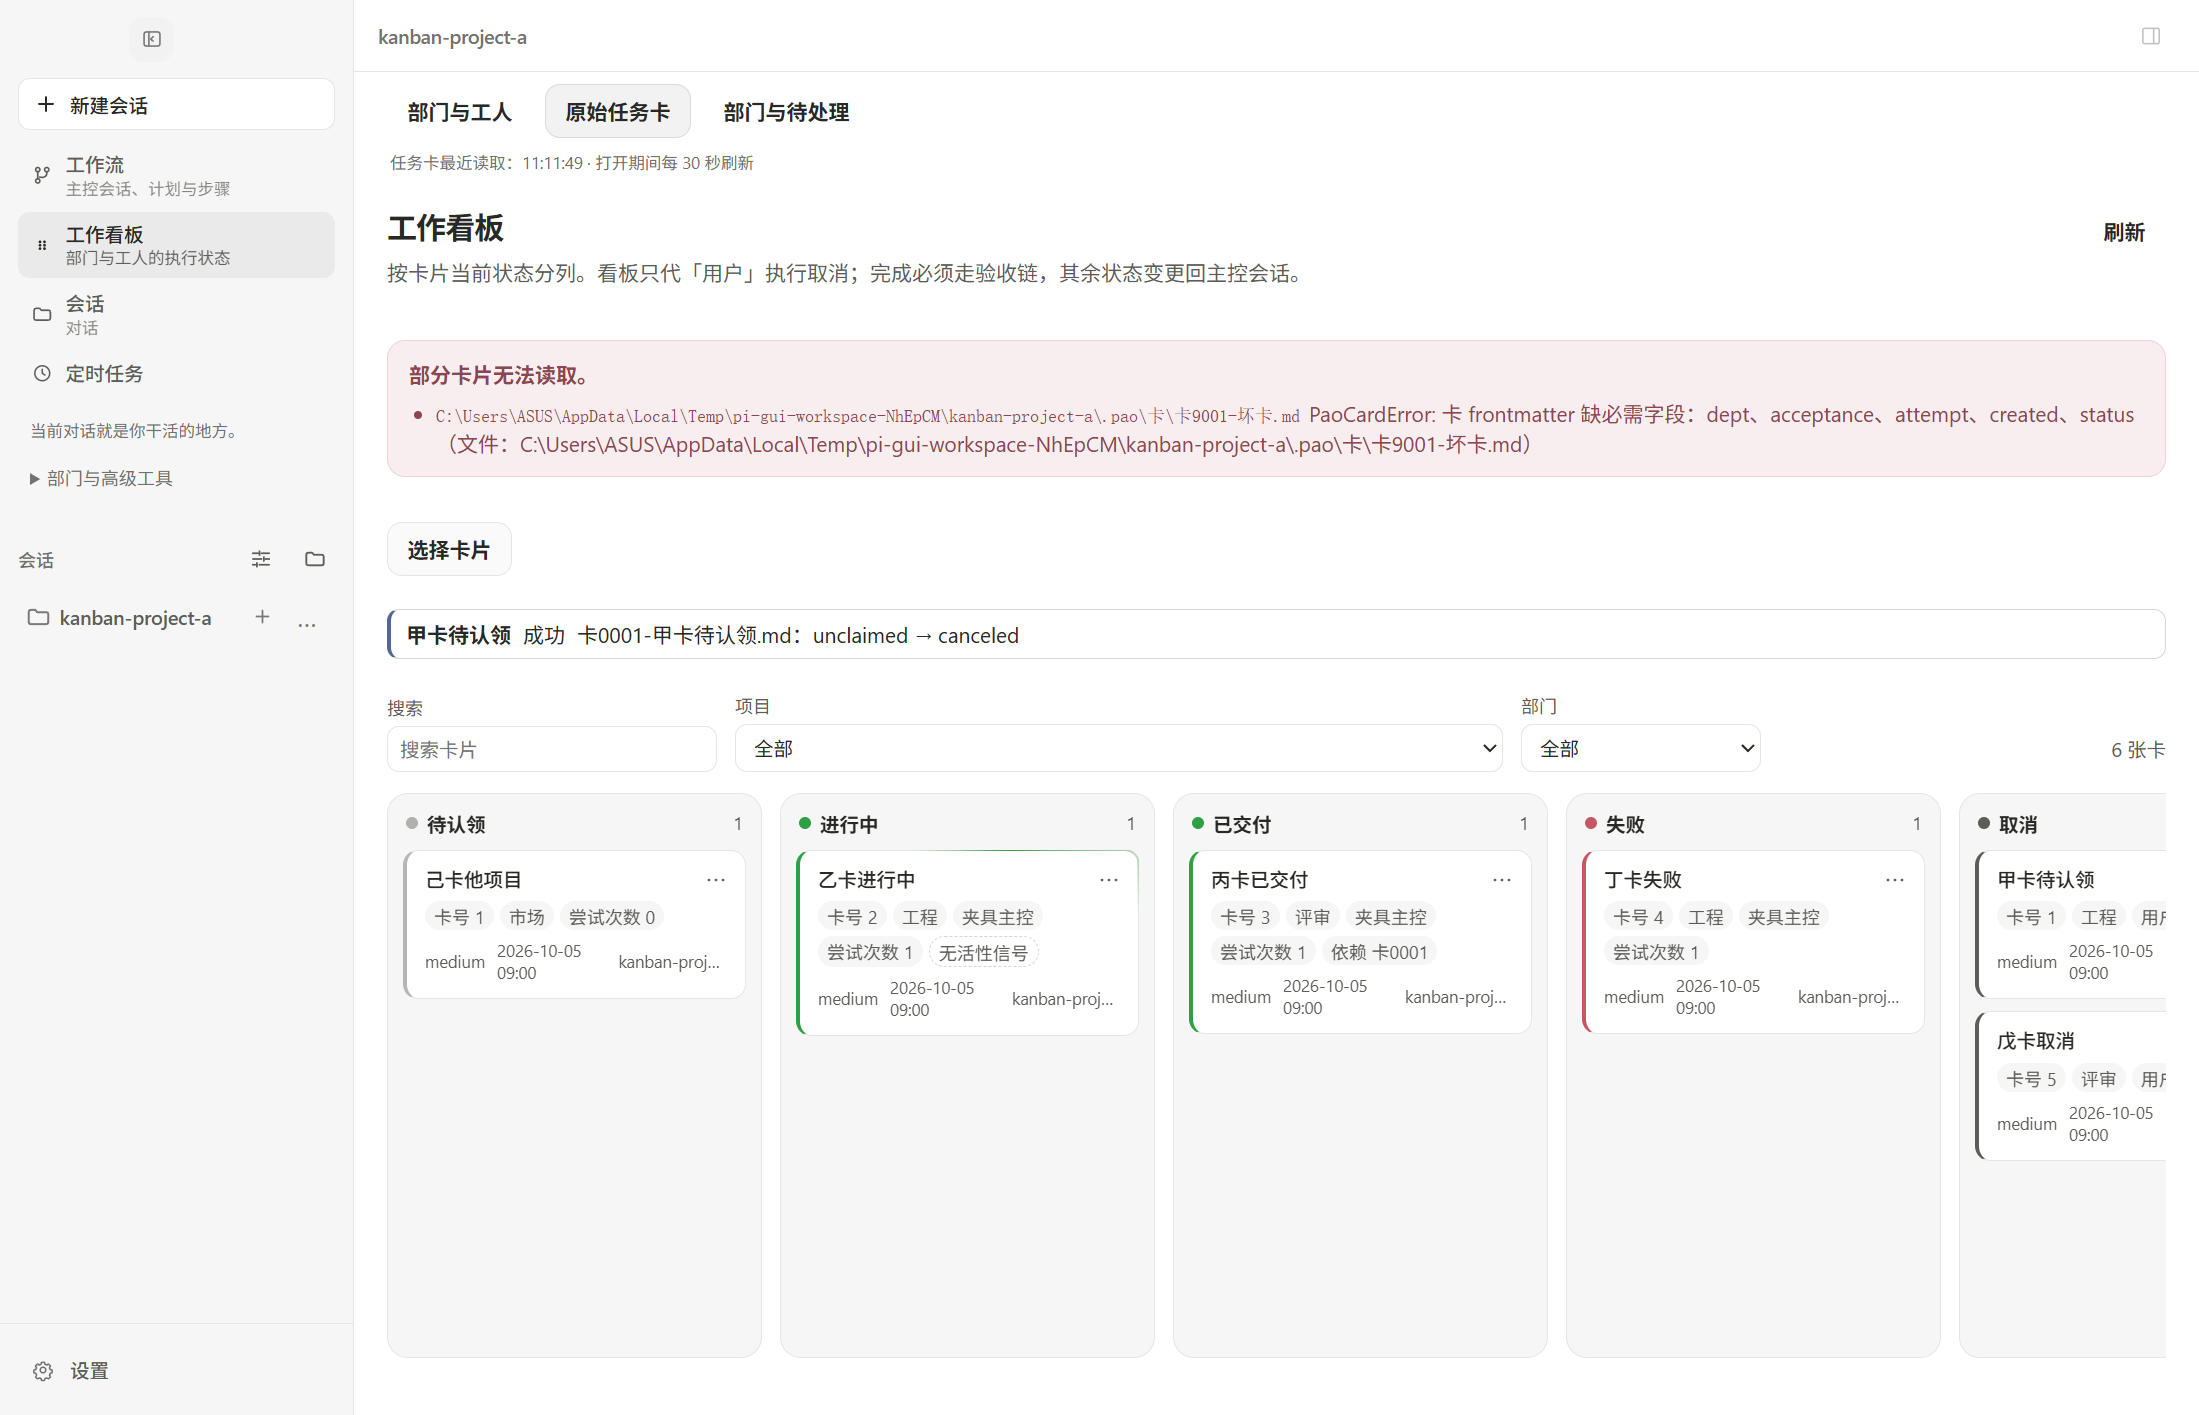 kanban-project-a
新建会话
工作流
主控会话、计划与步骤
工作看板
部门与工人的执行状态
会话
对话
定时任务
当前对话就是你干活的地方。
部门与高级工具
会话
kanban-project-a
设置
部门与工人
原始任务卡
部门与待处理
任务卡最近读取：11:11:49 · 打开期间每 30 秒刷新
工作看板
刷新
按卡片当前状态分列。看板只代「用户」执行取消；完成必须走验收链，其余状态变更回主控会话。
部分卡片无法读取。
C:\Users\ASUS\AppData\Local\Temp\pi-gui-workspace-NhEpCM\kanban-project-a\.pao\卡\卡9001-坏卡.md PaoCardError: 卡 frontmatter 缺必需字段：dept、acceptance、attempt、created、status
（文件：C:\Users\ASUS\AppData\Local\Temp\pi-gui-workspace-NhEpCM\kanban-project-a\.pao\卡\卡9001-坏卡.md）
选择卡片
甲卡待认领 成功 卡0001-甲卡待认领.md：unclaimed → canceled
搜索
项目
部门
搜索卡片
全部
全部
6 张卡
待认领 1
己卡他项目 ...
卡号 1 市场 尝试次数 0
medium 2026-10-05 09:00 kanban-proj...
进行中 1
乙卡进行中 ...
卡号 2 工程 夹具主控
尝试次数 1 无活性信号
medium 2026-10-05 09:00 kanban-proj...
已交付 1
丙卡已交付 ...
卡号 3 评审 夹具主控
尝试次数 1 依赖 卡0001
medium 2026-10-05 09:00 kanban-proj...
失败 1
丁卡失败 ...
卡号 4 工程 夹具主控
尝试次数 1
medium 2026-10-05 09:00 kanban-proj...
取消
甲卡待认领
卡号 1 工程 用
medium 2026-10-05 09:00
戊卡取消
卡号 5 评审 用
medium 2026-10-05 09:00